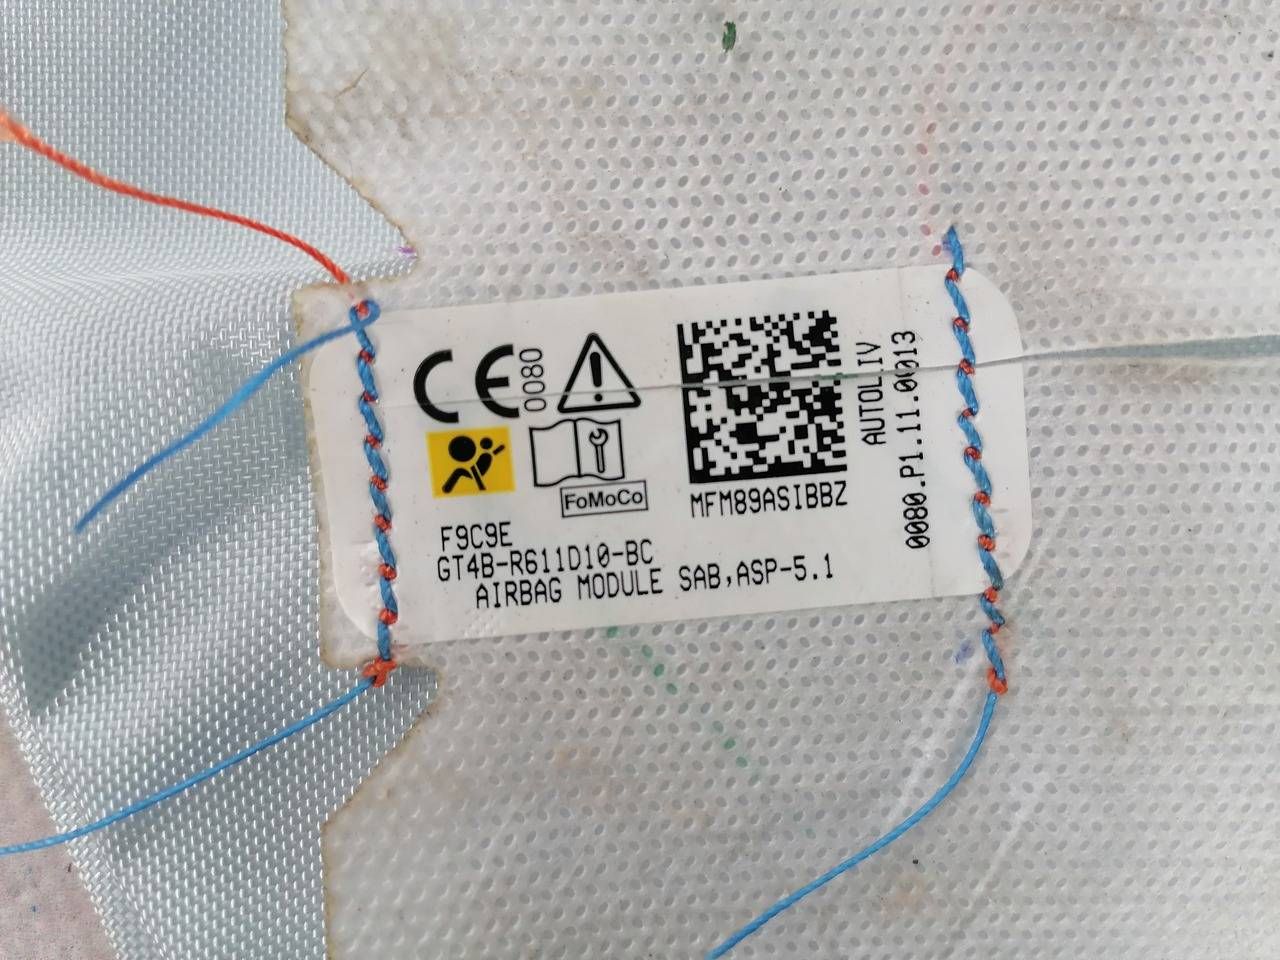 CE 0080
FoMoCo
F9C9E
GT4B-R611D10-BC
AIRBAG MODULE SAB,ASP-5.1
MFM89ASIBBZ
AUTOLIV
0080.P1.11.0013